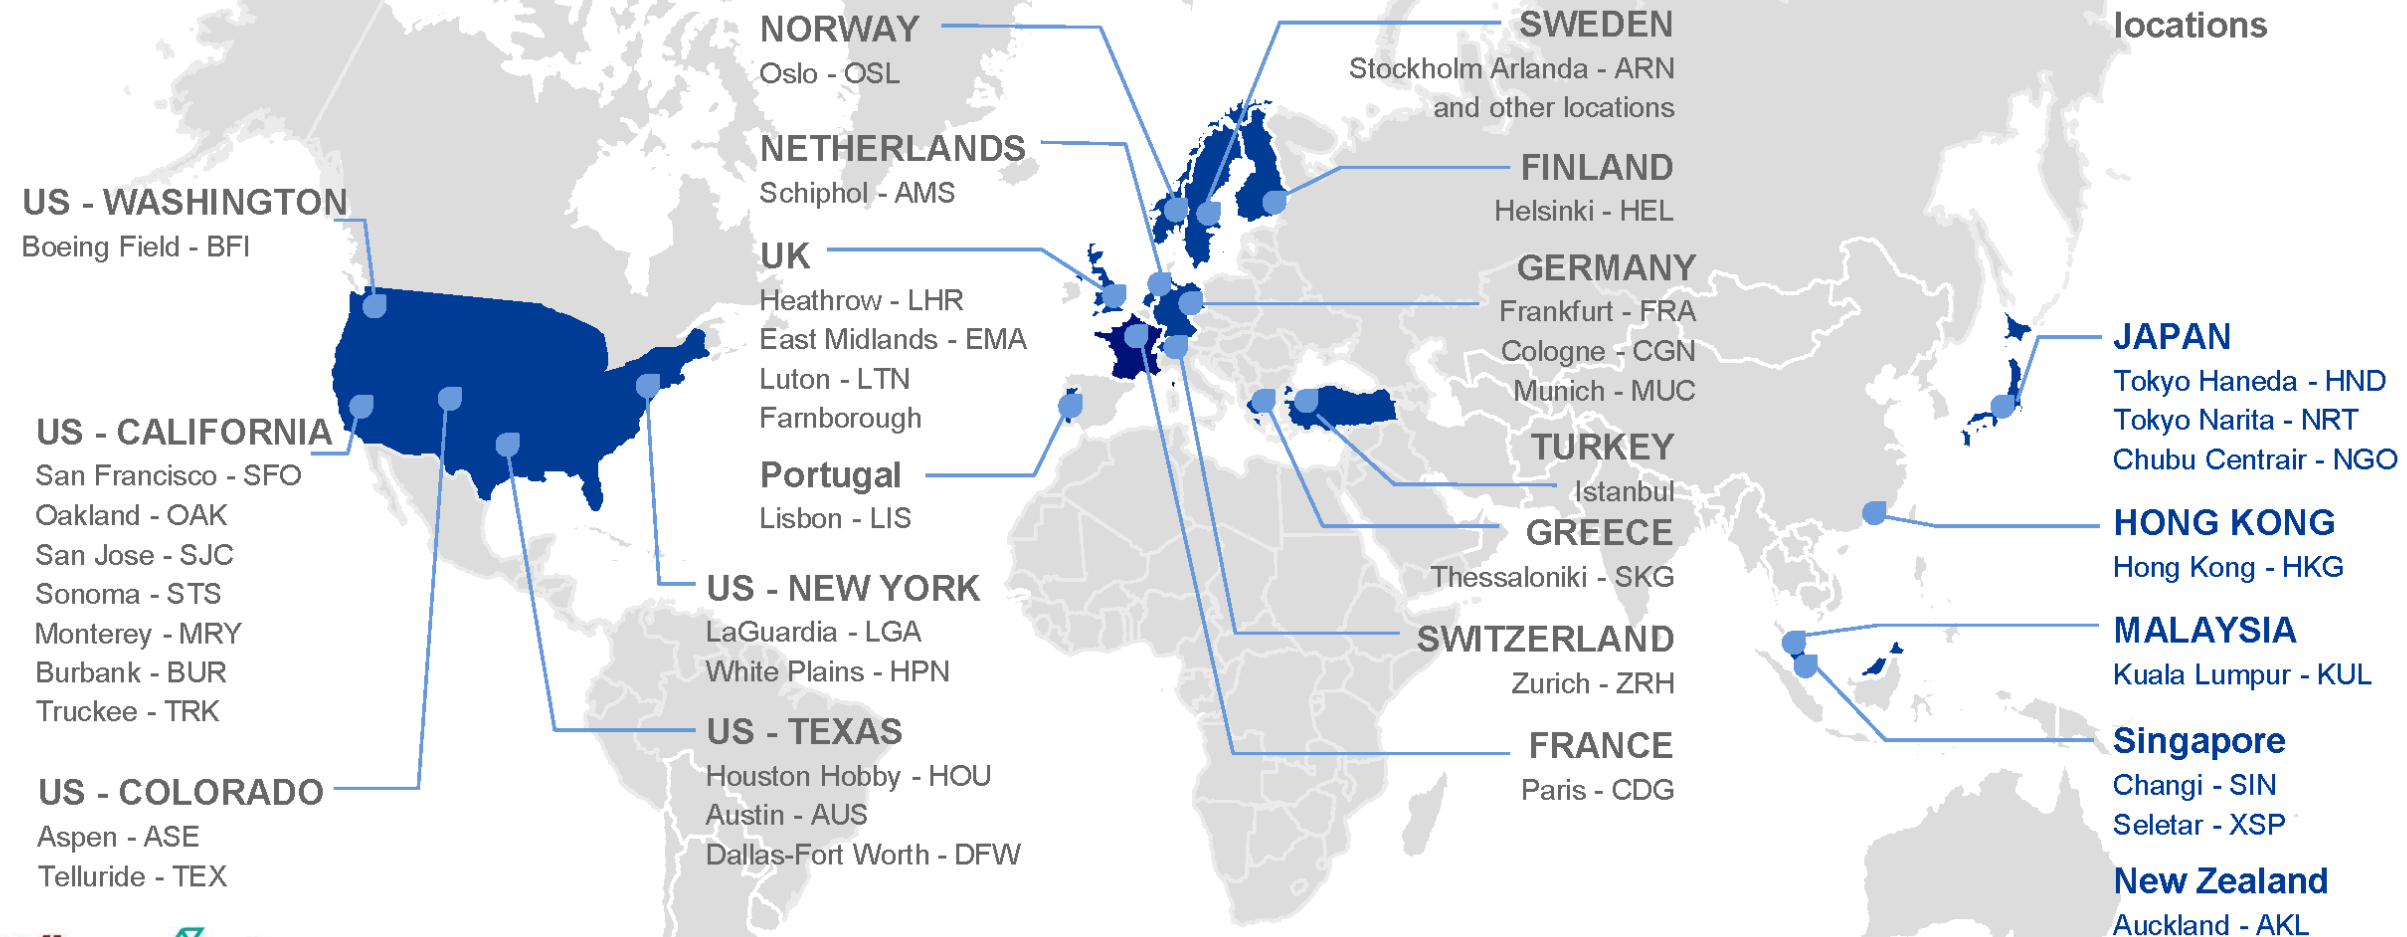 locations
US - WASHINGTON
Boeing Field - BFI
US - CALIFORNIA
San Francisco - SFO
Oakland - OAK
San Jose - SJC
Sonoma - STS
Monterey - MRY
Burbank - BUR
Truckee - TRK
US - COLORADO
Aspen - ASE
Telluride - TEX
NORWAY
Oslo - OSL
NETHERLANDS
Schiphol - AMS
UK
Heathrow - LHR
East Midlands - EMA
Luton - LTN
Farnborough
Portugal
Lisbon - LIS
US - NEW YORK
LaGuardia - LGA
White Plains - HPN
US - TEXAS
Houston Hobby - HOU
Austin - AUS
Dallas-Fort Worth - DFW
SWEDEN
Stockholm Arlanda - ARN
and other locations
FINLAND
Helsinki - HEL
GERMANY
Frankfurt - FRA
Cologne - CGN
Munich - MUC
TURKEY
Istanbul
GREECE
Thessaloniki - SKG
SWITZERLAND
Zurich - ZRH
FRANCE
Paris - CDG
JAPAN
Tokyo Haneda - HND
Tokyo Narita - NRT
Chubu Centrair - NGO
HONG KONG
Hong Kong - HKG
MALAYSIA
Kuala Lumpur - KUL
Singapore
Changi - SIN
Seletar - XSP
New Zealand
Auckland - AKL